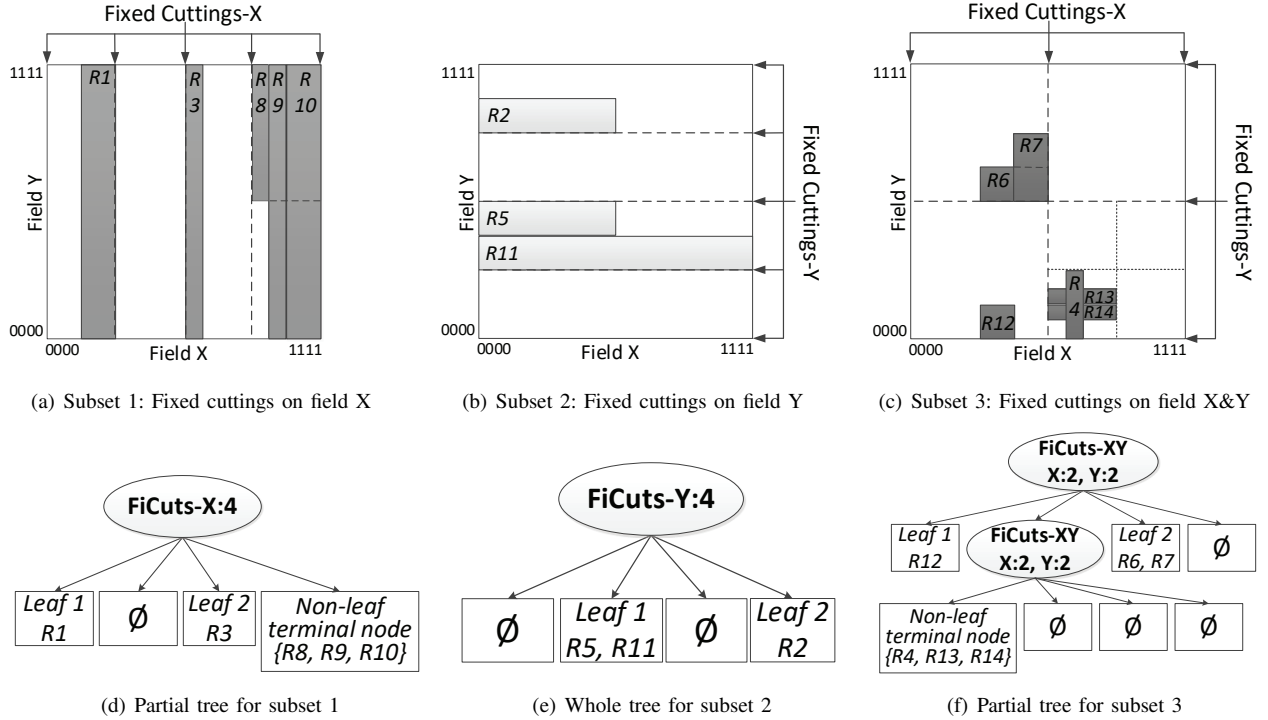 Fixed Cuttings-X
1111
Field Y
0000
R1
R
3
R
8
R
9
R
10
0000
Field X
1111
(a) Subset 1: Fixed cuttings on field X
1111
Field Y
0000
R2
R5
R11
Fixed Cuttings-Y
0000
Field X
1111
(b) Subset 2: Fixed cuttings on field Y
Fixed Cuttings-X
1111
Field Y
0000
R7
R6
R
4
R13
R14
R12
Fixed Cuttings-Y
0000
Field X
1111
(c) Subset 3: Fixed cuttings on field X&Y
FiCuts-X:4
Leaf 1
R1
Ø
Leaf 2
R3
Non-leaf
terminal node
{R8, R9, R10}
(d) Partial tree for subset 1
FiCuts-Y:4
Ø
Leaf 1
R5, R11
Ø
Leaf 2
R2
(e) Whole tree for subset 2
FiCuts-XY
X:2, Y:2
Leaf 1
R12
FiCuts-XY
X:2, Y:2
Leaf 2
R6, R7
Ø
Non-leaf
terminal node
{R4, R13, R14}
Ø
Ø
Ø
(f) Partial tree for subset 3